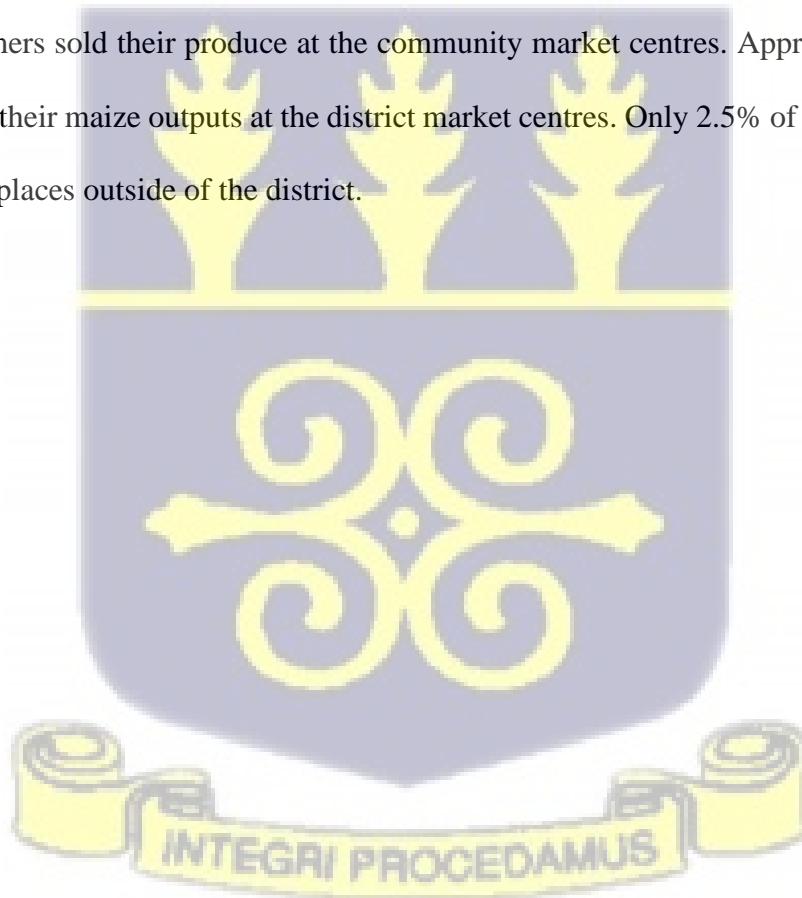 ners sold their produce at the community market centres. Appr
their maize outputs at the district market centres. Only 2.5% of
places outside of the district.
INTEGRI PROCEDAMUS